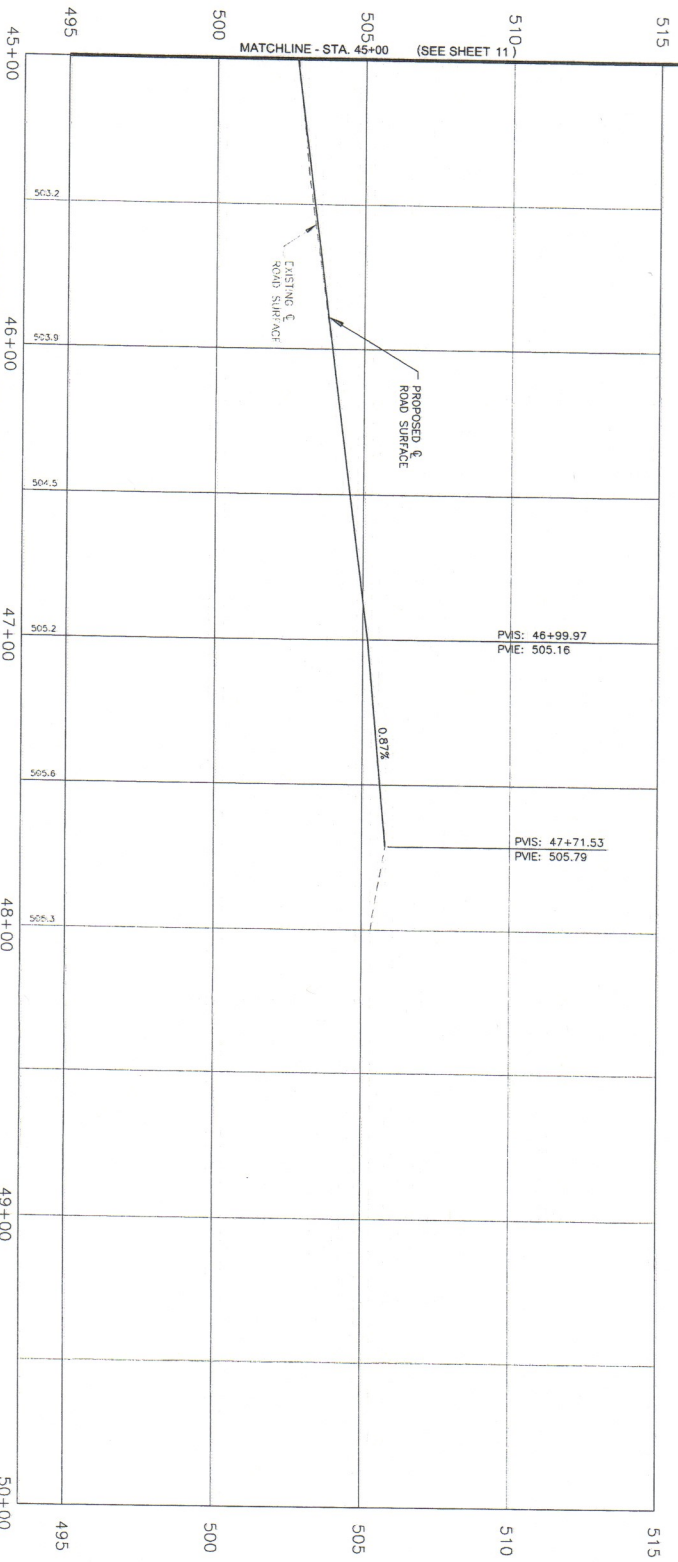 515
510
505
500
495
MATCHLINE - STA. 45+00 (SEE SHEET 11)
45+00
503.2
EXISTING ℄
ROAD SURFACE
46+00
503.9
PROPOSED ℄
ROAD SURFACE
504.5
47+00
505.2
PVIS: 46+99.97
PVIE: 505.16
0.87%
505.6
PVIS: 47+71.53
PVIE: 505.79
48+00
505.3
49+00
50+00
515
510
505
500
495